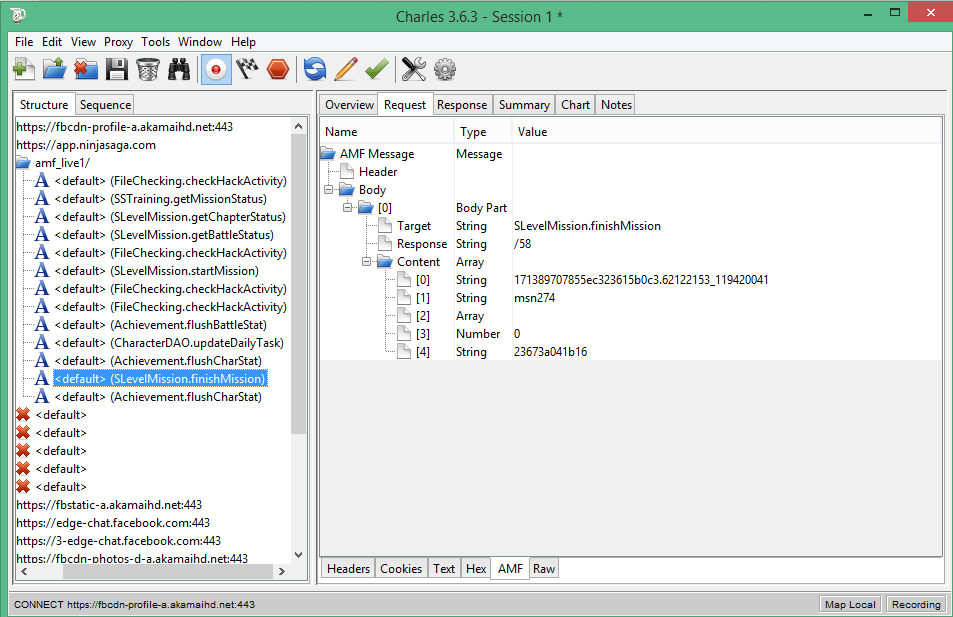 Charles 3.6.3 - Session 1 *
File Edit View Proxy Tools Window Help
Structure Sequence
https://fbcdn-profile-a.akamaihd.net:443
https://app.ninjasaga.com
amf_live1/
<default> (FileChecking.checkHackActivity)
<default> (SSTraining.getMissionStatus)
<default> (SLevelMission.getChapterStatus)
<default> (SLevelMission.getBattleStatus)
<default> (FileChecking.checkHackActivity)
<default> (SLevelMission.startMission)
<default> (FileChecking.checkHackActivity)
<default> (FileChecking.checkHackActivity)
<default> (Achievement.flushBattleStat)
<default> (CharacterDAO.updateDailyTask)
<default> (Achievement.flushCharStat)
<default> (SLevelMission.finishMission)
<default> (Achievement.flushCharStat)
<default>
<default>
<default>
<default>
<default>
https://fbstatic-a.akamaihd.net:443
https://edge-chat.facebook.com:443
https://3-edge-chat.facebook.com:443
https://fbcdn-photos-d-a.akamaihd.net:443
Overview Request Response Summary Chart Notes
Name Type Value
AMF Message Message
Header
Body
[0] Body Part
Target String SLevelMission.finishMission
Response String /58
Content Array
[0] String 171389707855ec323615b0c3.62122153_119420041
[1] String msn274
[2] Array
[3] Number 0
[4] String 23673a041b16
Headers Cookies Text Hex AMF Raw
CONNECT https://fbcdn-profile-a.akamaihd.net:443 Map Local Recording